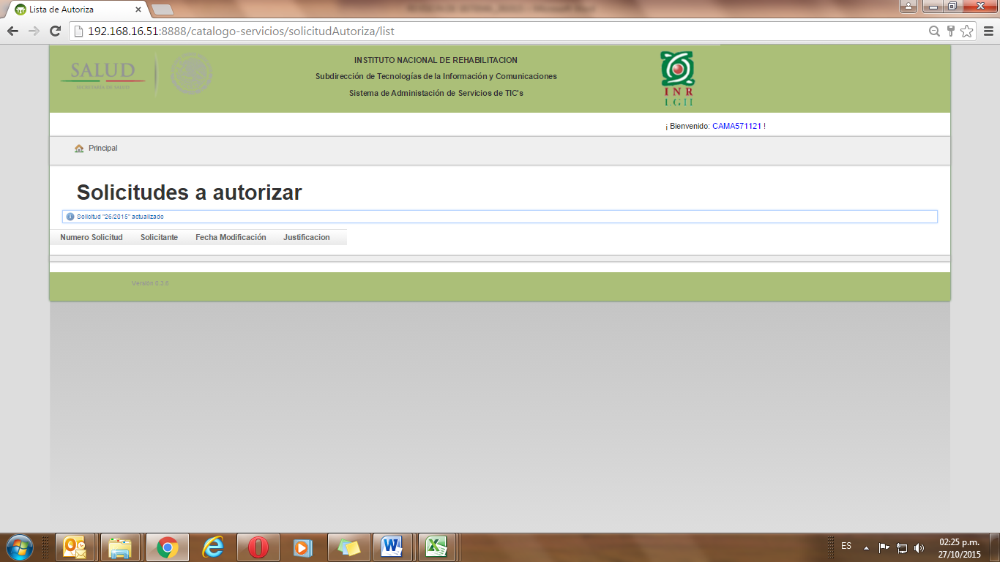 Lista de Autoriza
192.168.16.51:8888/catalogo-servicios/solicitudAutoriza/list
SALUD
SECRETARÍA DE SALUD
INSTITUTO NACIONAL DE REHABILITACION
Subdirección de Tecnologías de la Información y Comunicaciones
Sistema de Administación de Servicios de TIC's
INR
LGII
¡ Bienvenido: CAMA571121 !
Principal
Solicitudes a autorizar
Solicitud "26/2015" actualizado
Numero Solicitud Solicitante Fecha Modificación Justificacion
Versión 0.3.6
ES
02:25 p.m.
27/10/2015